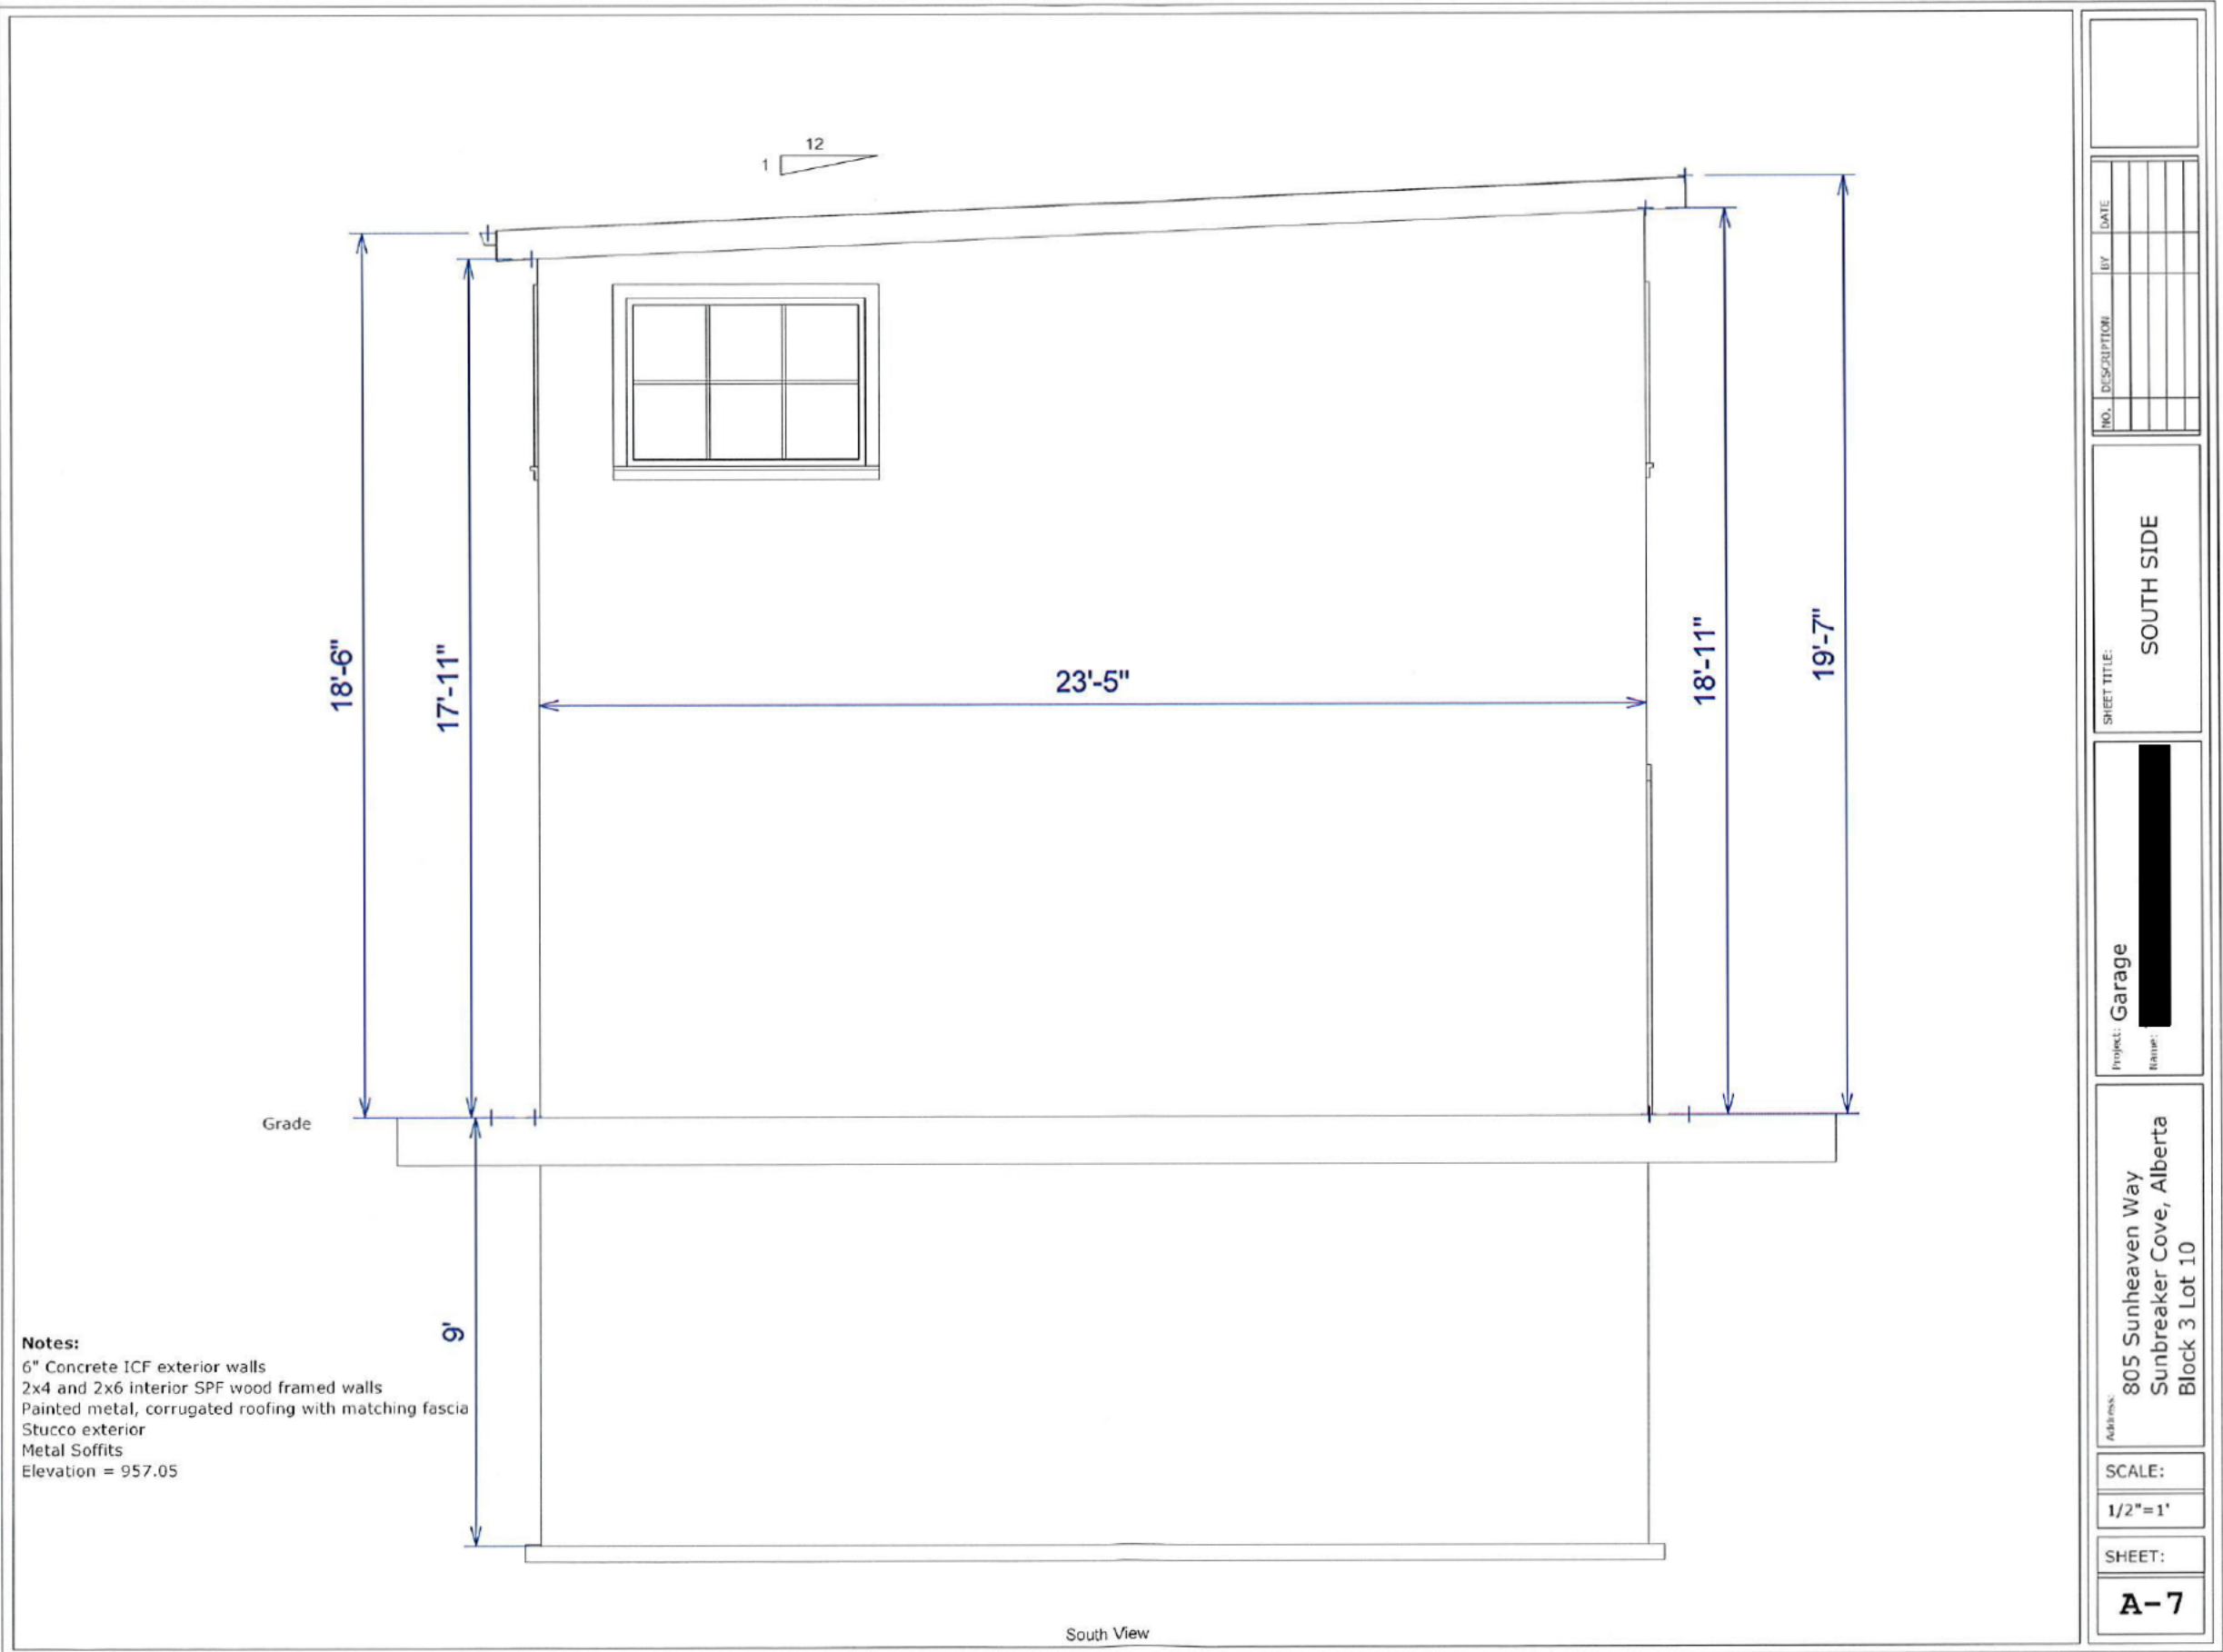 12
1
18'-6"
17'-11"
23'-5"
18'-11"
19'-7"
Grade
9'
Notes:
6" Concrete ICF exterior walls
2x4 and 2x6 interior SPF wood framed walls
Painted metal, corrugated roofing with matching fascia
Stucco exterior
Metal Soffits
Elevation = 957.05
South View
NO. DESCRIPTION BY DATE
SHEET TITLE:
SOUTH SIDE
Project: Garage
Name:
Address:
805 Sunheaven Way
Sunbreaker Cove, Alberta
Block 3 Lot 10
SCALE:
1/2"=1'
SHEET:
A-7